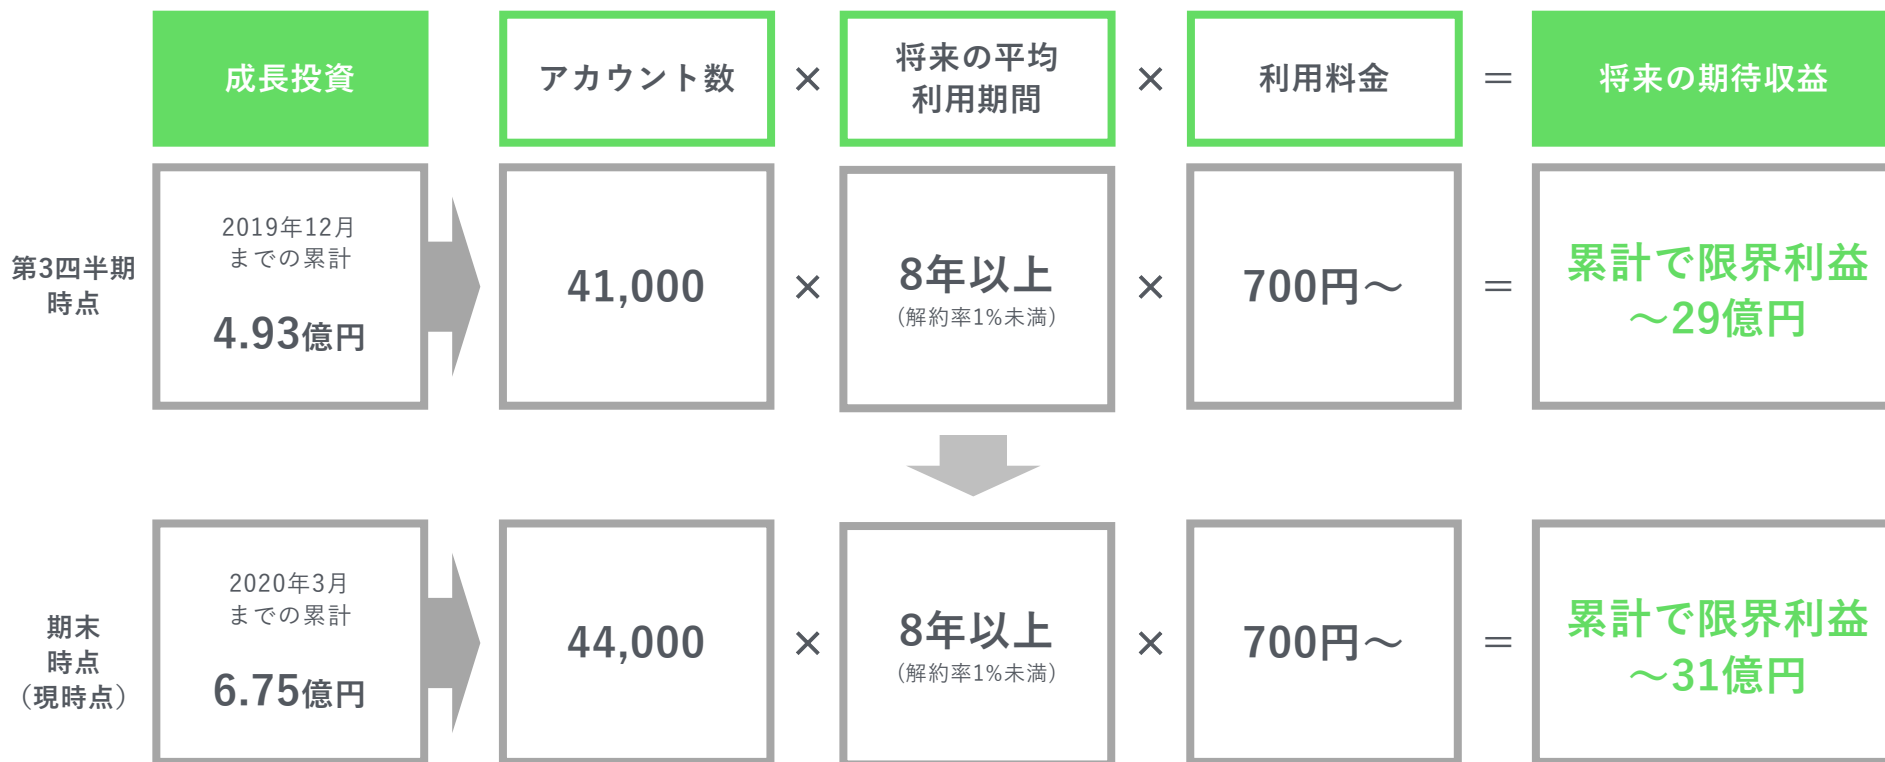 成長投資
アカウント数
×
将来の平均
利用期間
×
利用料金
=
将来の期待収益
第3四半期
時点
2019年12月
までの累計
4.93億円
41,000
×
8年以上
(解約率1%未満)
×
700円～
=
累計で限界利益
～29億円
期末
時点
（現時点）
2020年3月
までの累計
6.75億円
44,000
×
8年以上
(解約率1%未満)
×
700円～
=
累計で限界利益
～31億円